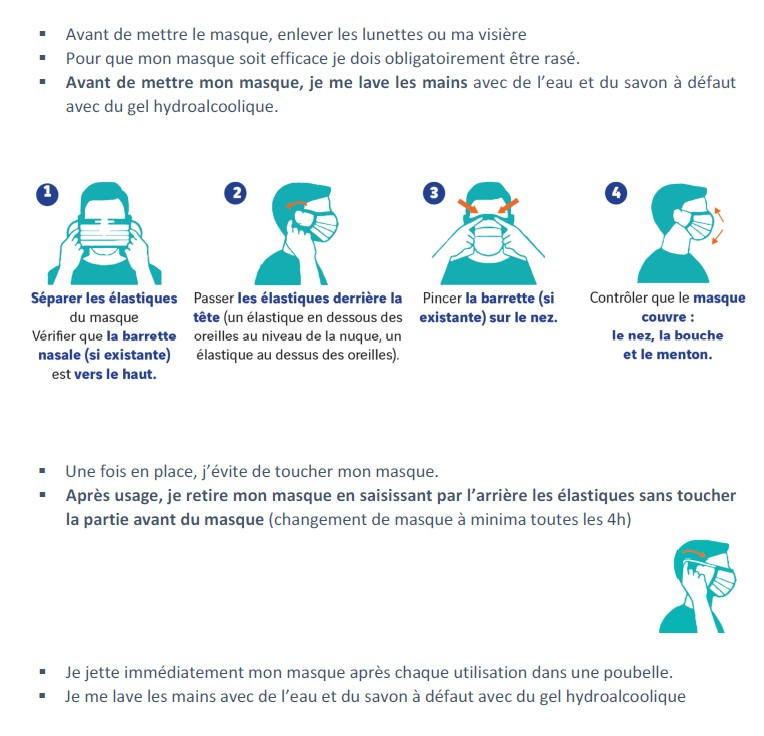 ▪ Avant de mettre le masque, enlever les lunettes ou ma visière
▪ Pour que mon masque soit efficace je dois obligatoirement être rasé.
▪ Avant de mettre mon masque, je me lave les mains avec de l’eau et du savon à défaut
avec du gel hydroalcoolique.
1
Séparer les élastiques
du masque
Vérifier que la barrette
nasale (si existante)
est vers le haut.
2
Passer les élastiques derrière la
tête (un élastique en dessous des
oreilles au niveau de la nuque, un
élastique au dessus des oreilles).
3
Pincer la barrette (si
existante) sur le nez.
4
Contrôler que le masque
couvre :
le nez, la bouche
et le menton.
▪ Une fois en place, j’évite de toucher mon masque.
▪ Après usage, je retire mon masque en saisissant par l’arrière les élastiques sans toucher
la partie avant du masque (changement de masque à minima toutes les 4h)
▪ Je jette immédiatement mon masque après chaque utilisation dans une poubelle.
▪ Je me lave les mains avec de l’eau et du savon à défaut avec du gel hydroalcoolique